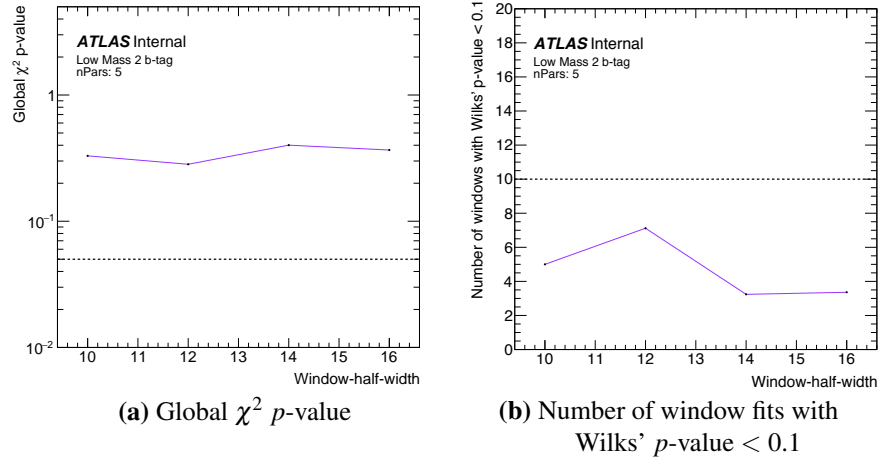 Global χ² p-value
ATLAS Internal
Low Mass 2 b-tag
nPars: 5
1
10⁻¹
10⁻²
10 11 12 13 14 15 16
Window-half-width
(a) Global χ² p-value
Number of windows with Wilks' p-value < 0.1
20
18
16
14
12
10
8
6
4
2
0
ATLAS Internal
Low Mass 2 b-tag
nPars: 5
10 11 12 13 14 15 16
Window-half-width
(b) Number of window fits with
Wilks' p-value < 0.1